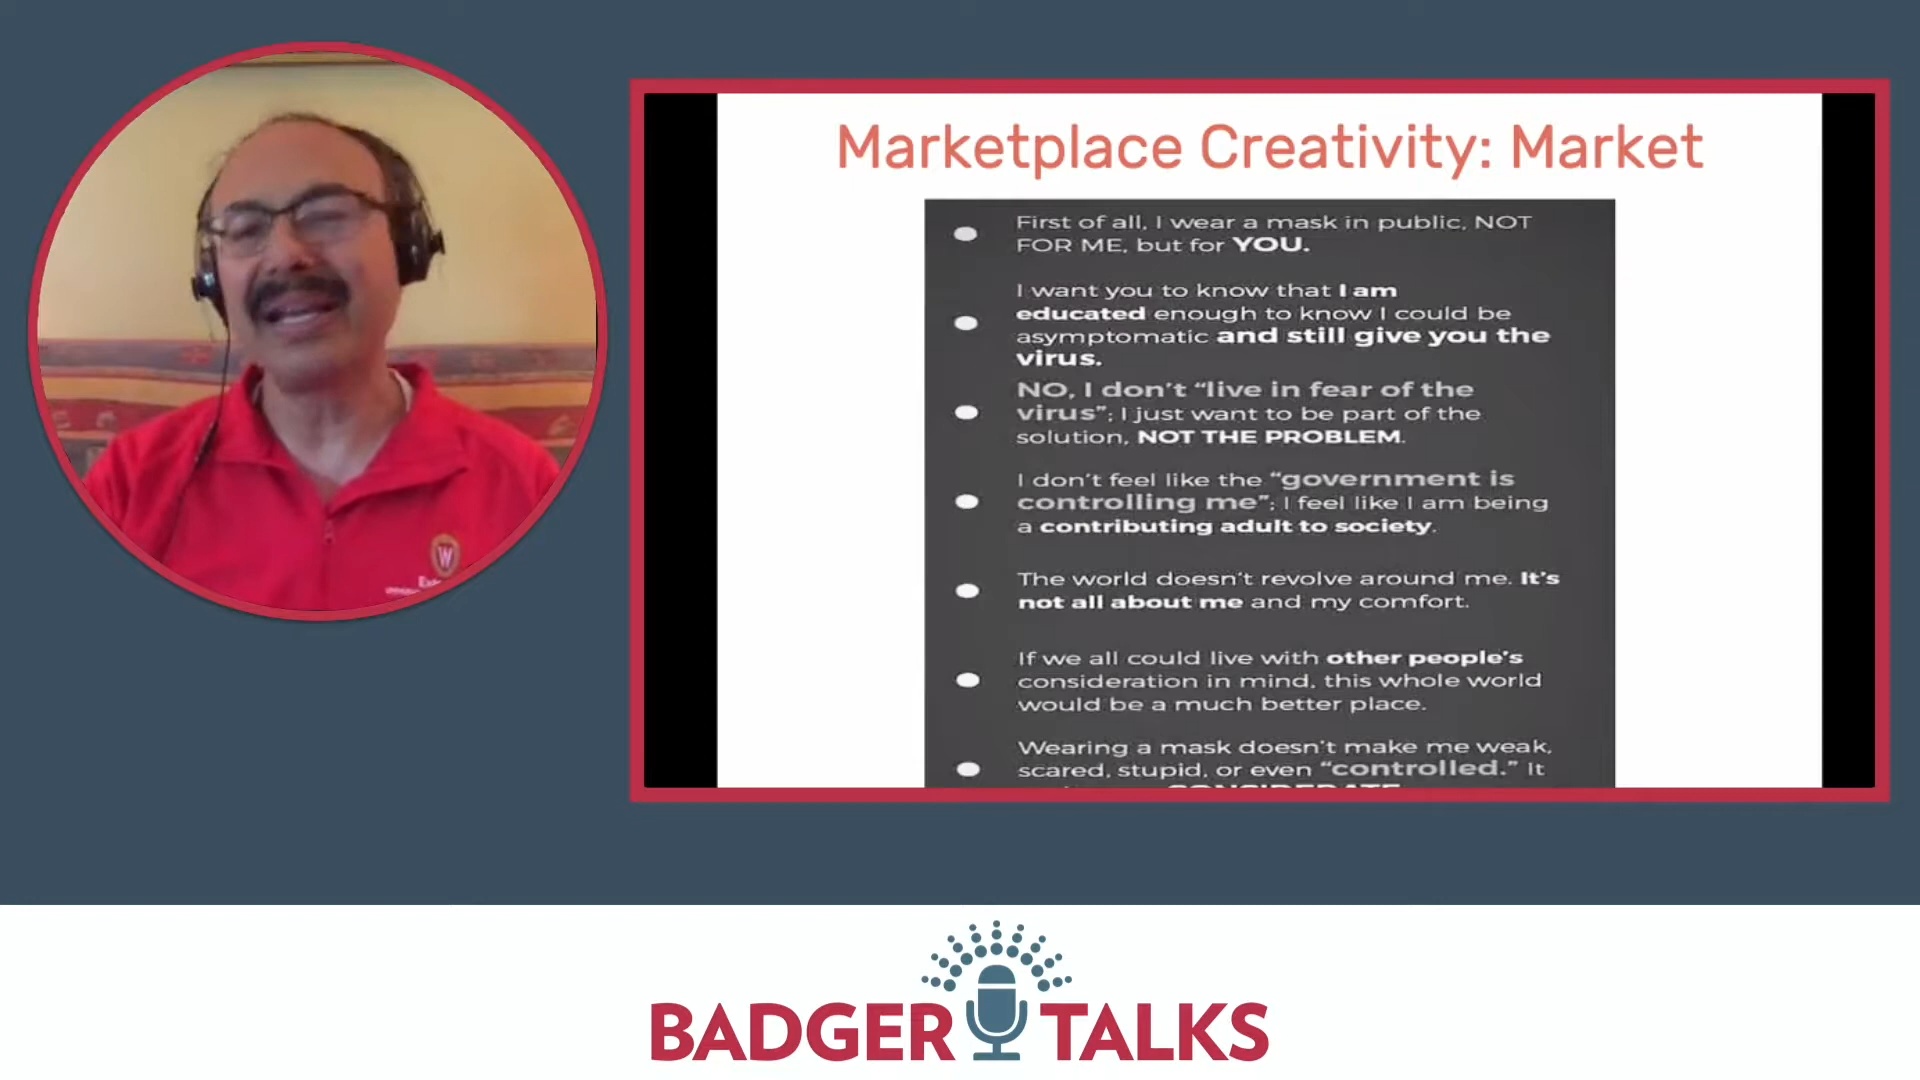 Marketplace Creativity: Market
First of all, I wear a mask in public, NOT
FOR ME, but for YOU.
I want you to know that I am
educated enough to know I could be
asymptomatic and still give you the
virus.
NO, I don't “live in fear of the
virus”; I just want to be part of the
solution, NOT THE PROBLEM.
I don't feel like the “government is
controlling me”; I feel like I am being
a contributing adult to society.
The world doesn't revolve around me. It's
not all about me and my comfort.
If we all could live with other people's
consideration in mind, this whole world
would be a much better place.
Wearing a mask doesn't make me weak,
scared, stupid, or even “controlled.” It
CONSIDERATE
W
BADGER TALKS